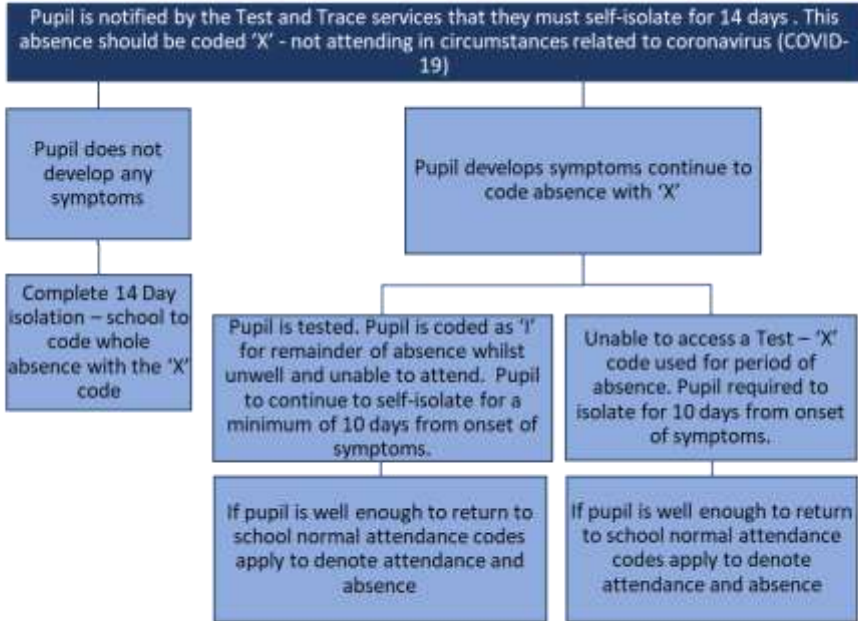 Pupil is notified by the Test and Trace services that they must self-isolate for 14 days . This
absence should be coded ‘X’ - not attending in circumstances related to coronavirus (COVID-
19)
Pupil does not
develop any
symptoms
Pupil develops symptoms continue to
code absence with ‘X’
Complete 14 Day
isolation – school to
code whole
absence with the ‘X’
code
Pupil is tested. Pupil is coded as ‘I’
for remainder of absence whilst
unwell and unable to attend.  Pupil
to continue to self-isolate for a
minimum of 10 days from onset of
symptoms.
Unable to access a Test – ‘X’
code used for period of
absence. Pupil required to
isolate for 10 days from onset
of symptoms.
If pupil is well enough to return to
school normal attendance codes
apply to denote attendance and
absence
If pupil is well enough to return
to school normal attendance
codes apply to denote
attendance and absence